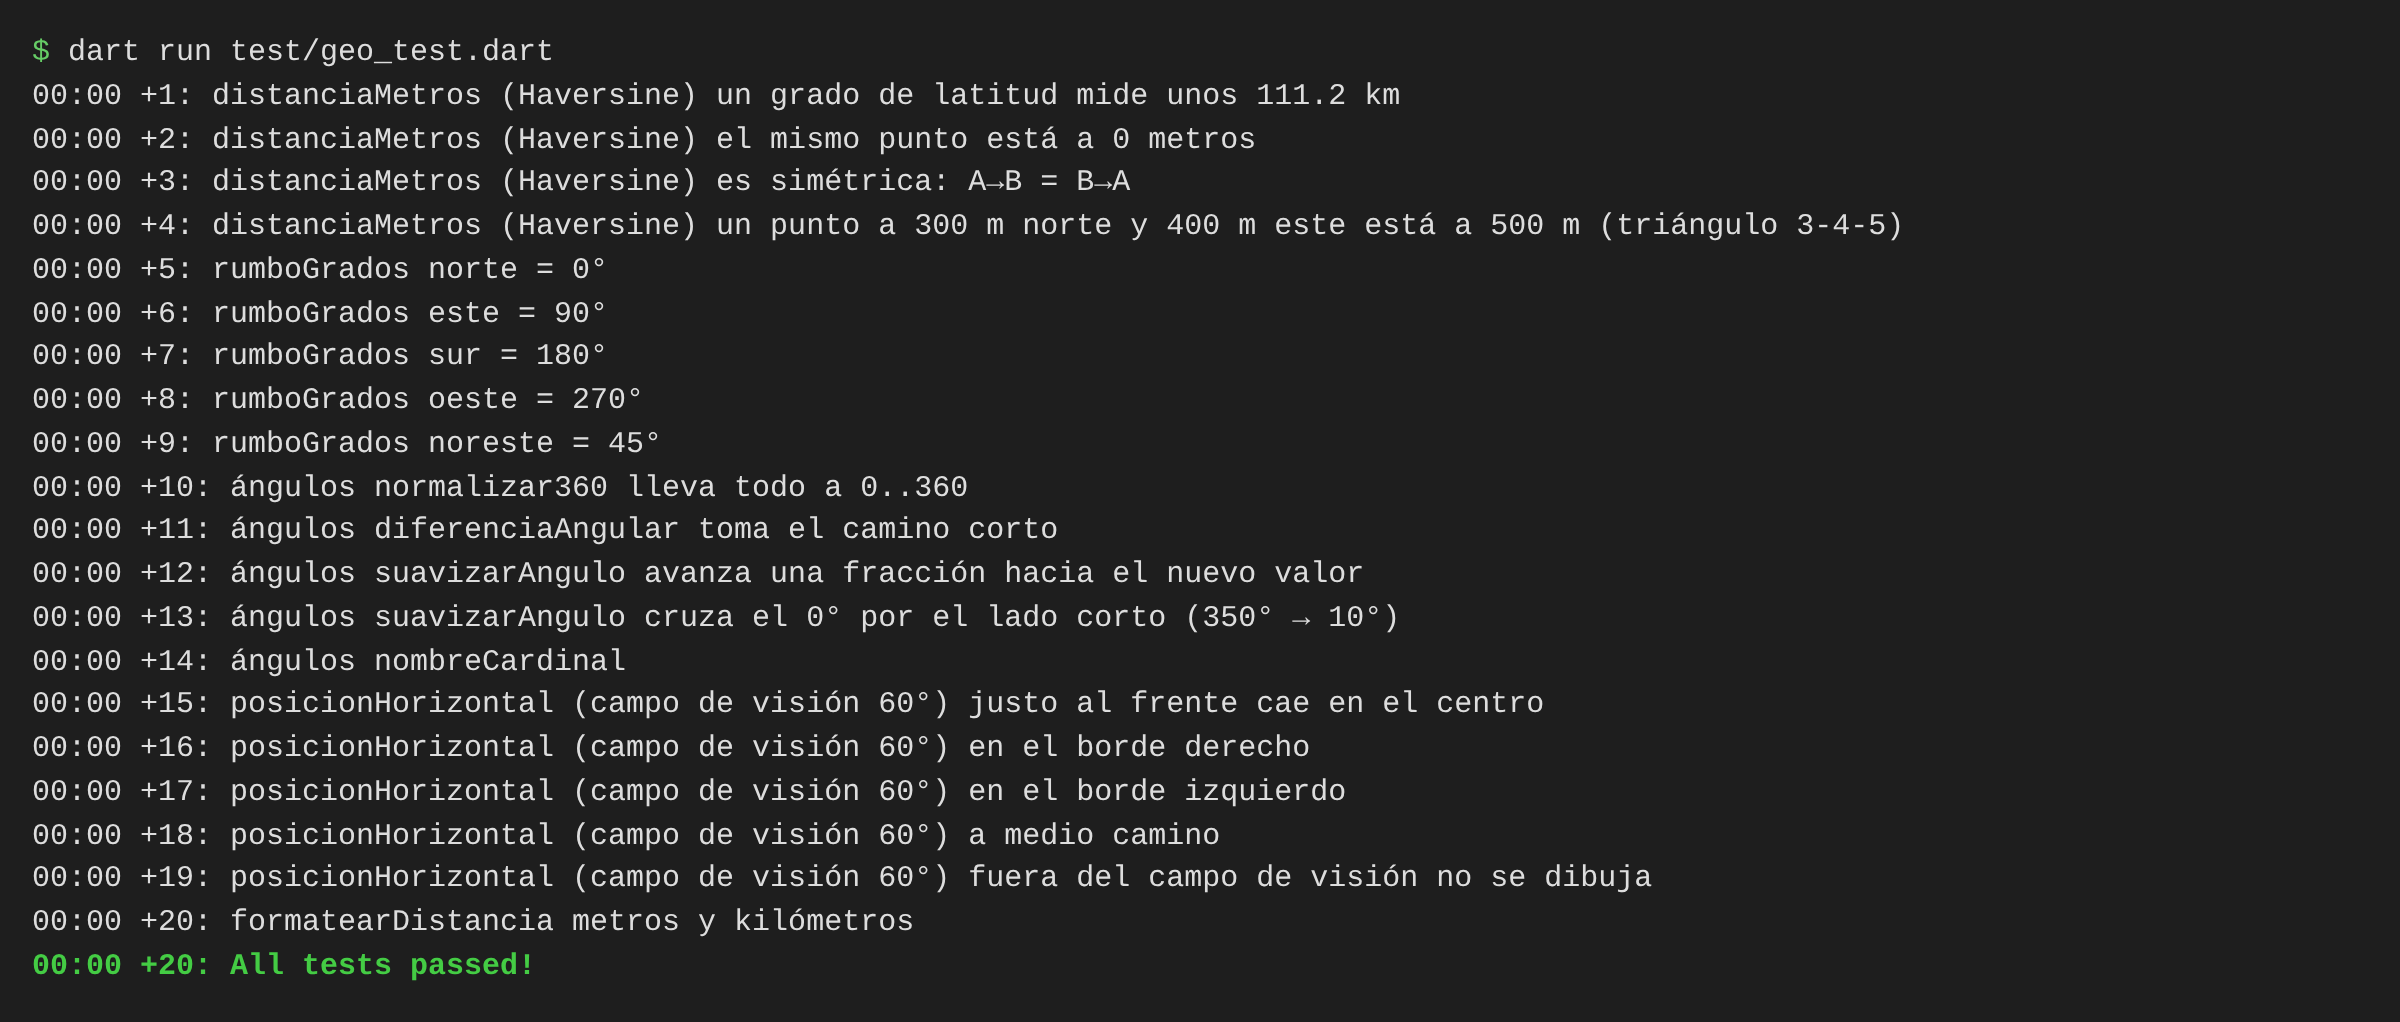 $ dart run test/geo_test.dart
00:00 +1: distanciaMetros (Haversine) un grado de latitud mide unos 111.2 km
00:00 +2: distanciaMetros (Haversine) el mismo punto está a 0 metros
00:00 +3: distanciaMetros (Haversine) es simétrica: A→B = B→A
00:00 +4: distanciaMetros (Haversine) un punto a 300 m norte y 400 m este está a 500 m (triángulo 3-4-5)
00:00 +5: rumboGrados norte = 0°
00:00 +6: rumboGrados este = 90°
00:00 +7: rumboGrados sur = 180°
00:00 +8: rumboGrados oeste = 270°
00:00 +9: rumboGrados noreste = 45°
00:00 +10: ángulos normalizar360 lleva todo a 0..360
00:00 +11: ángulos diferenciaAngular toma el camino corto
00:00 +12: ángulos suavizarAngulo avanza una fracción hacia el nuevo valor
00:00 +13: ángulos suavizarAngulo cruza el 0° por el lado corto (350° → 10°)
00:00 +14: ángulos nombreCardinal
00:00 +15: posicionHorizontal (campo de visión 60°) justo al frente cae en el centro
00:00 +16: posicionHorizontal (campo de visión 60°) en el borde derecho
00:00 +17: posicionHorizontal (campo de visión 60°) en el borde izquierdo
00:00 +18: posicionHorizontal (campo de visión 60°) a medio camino
00:00 +19: posicionHorizontal (campo de visión 60°) fuera del campo de visión no se dibuja
00:00 +20: formatearDistancia metros y kilómetros
00:00 +20: All tests passed!